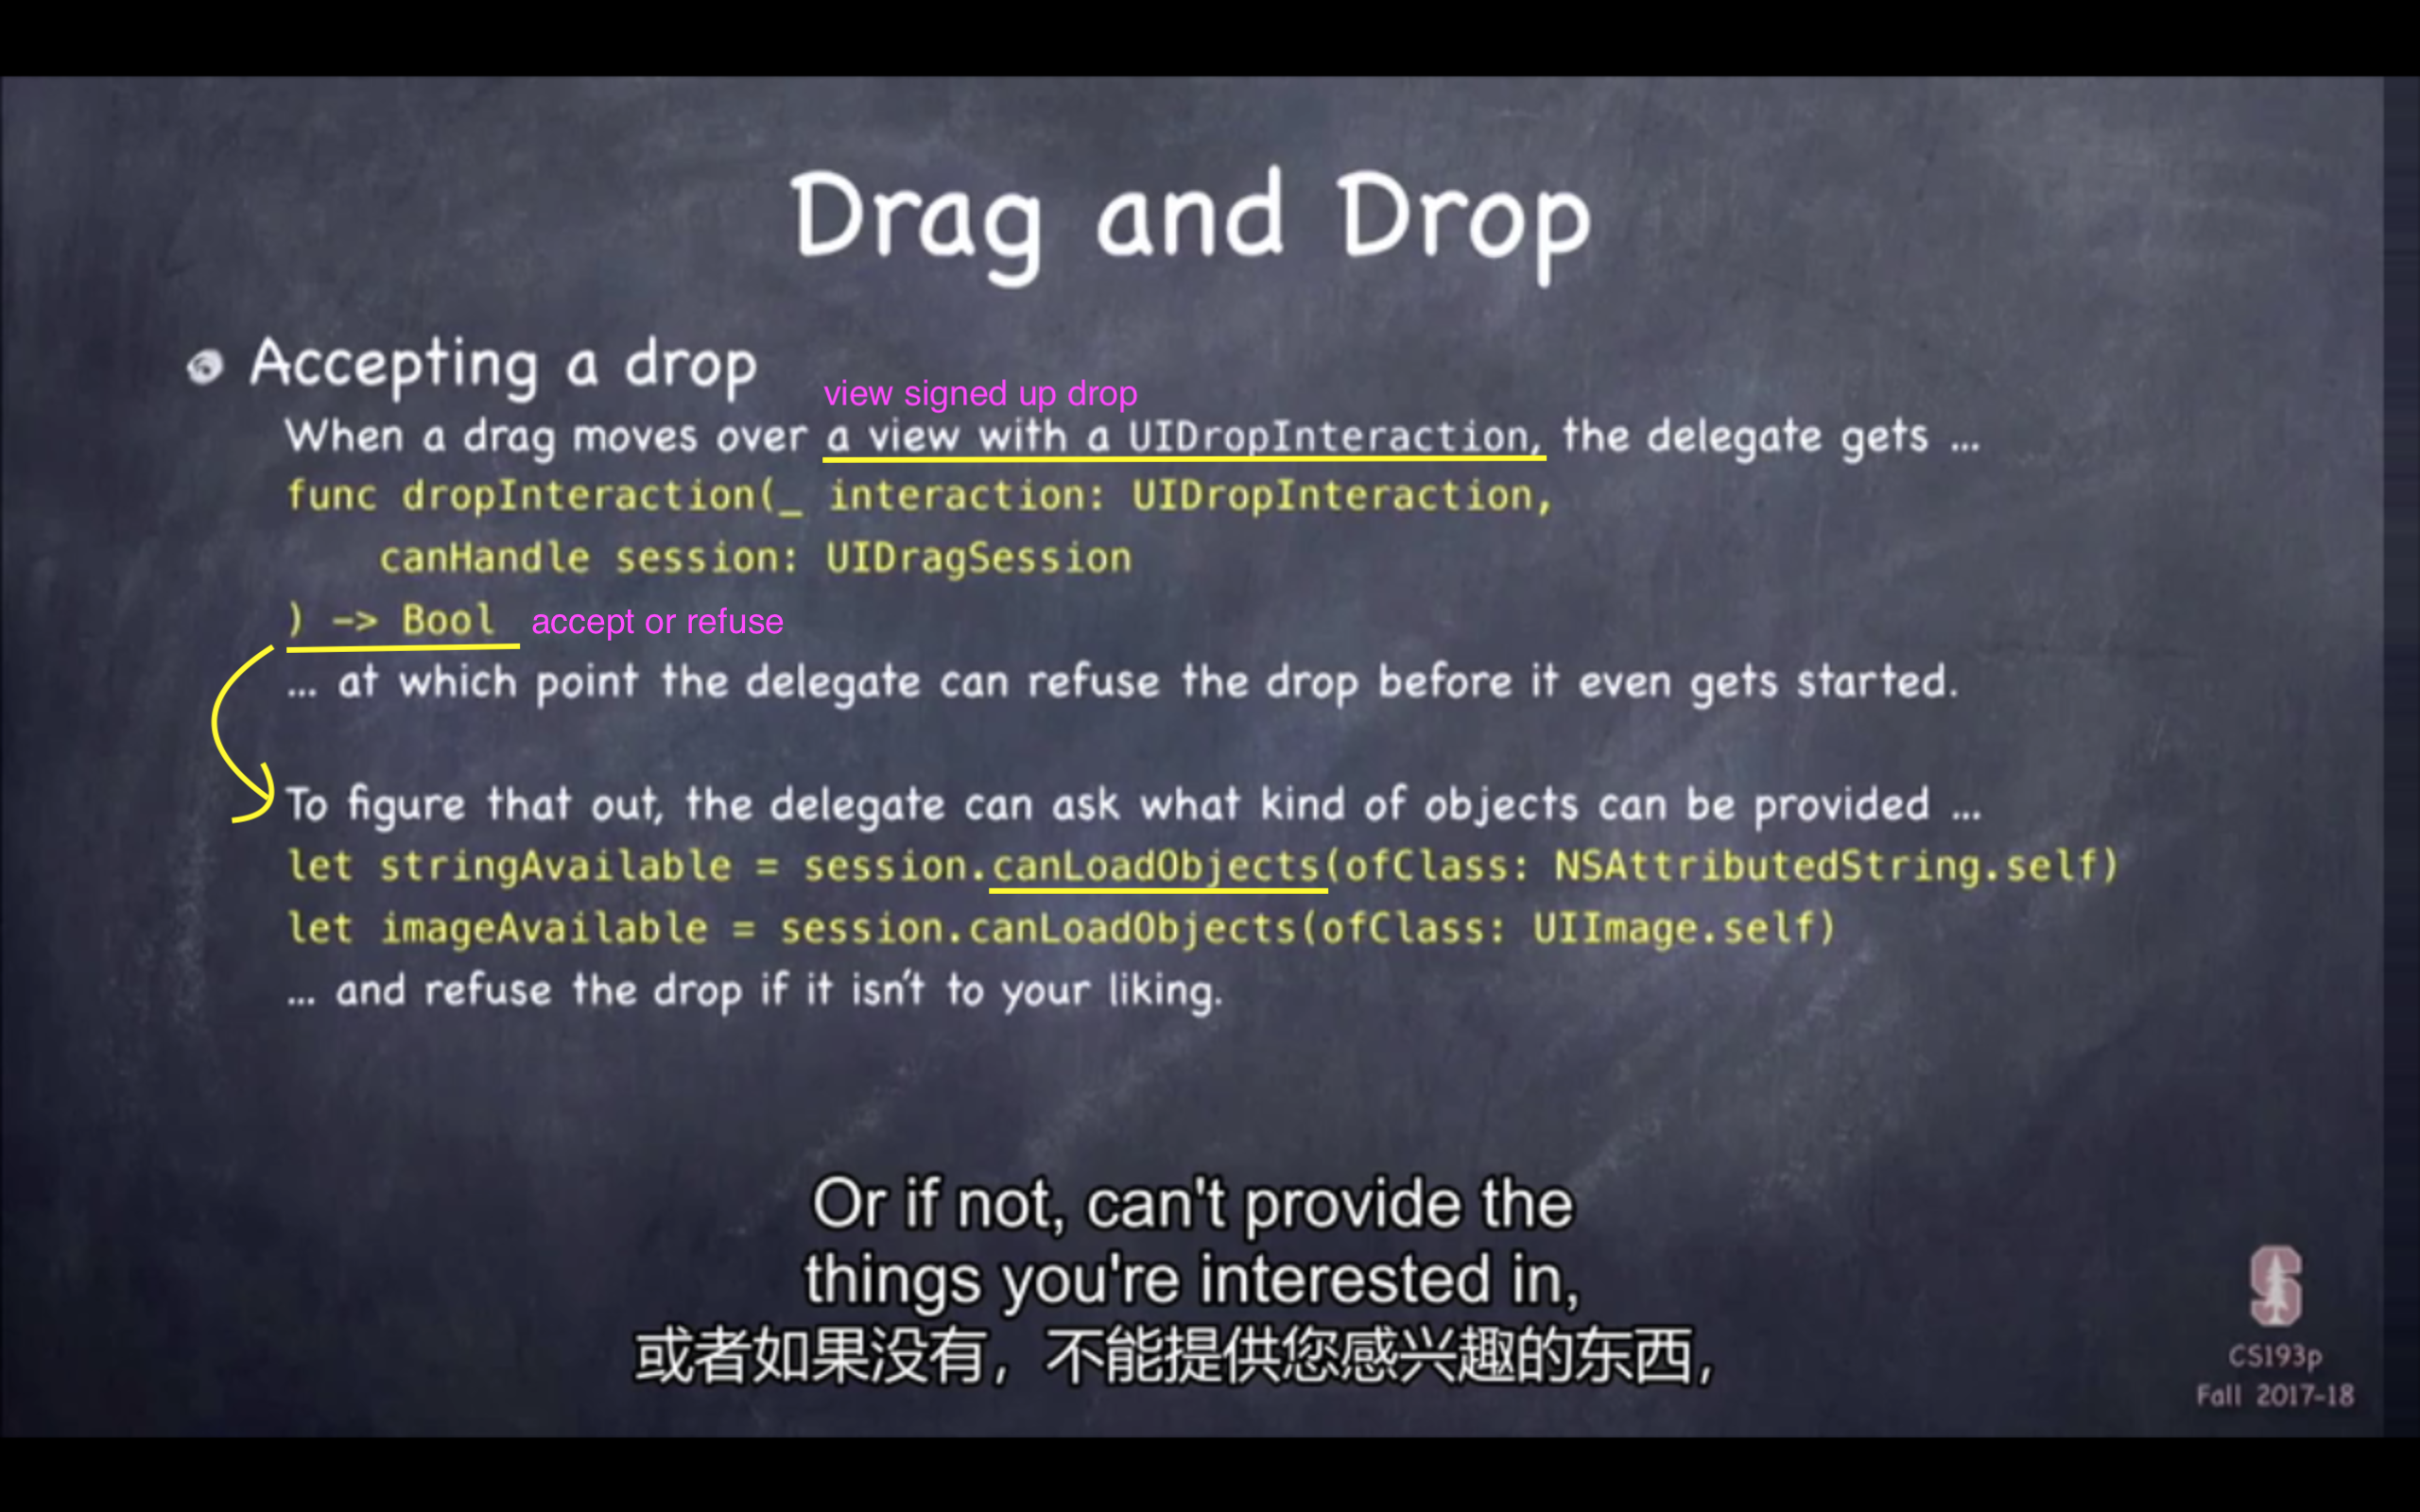 Drag and Drop
Accepting a drop
view signed up drop
When a drag moves over a view with a UIDropInteraction, the delegate gets ...
func dropInteraction(_ interaction: UIDropInteraction,
canHandle session: UIDragSession
) -> Bool accept or refuse
... at which point the delegate can refuse the drop before it even gets started.
To figure that out, the delegate can ask what kind of objects can be provided ...
let stringAvailable = session.canLoadObjects(ofClass: NSAttributedString.self)
let imageAvailable = session.canLoadObjects(ofClass: UIImage.self)
... and refuse the drop if it isn't to your liking.
Or if not, can't provide the
things you're interested in,
或者如果没有，不能提供您感兴趣的东西，
S
CS193p
Fall 2017-18